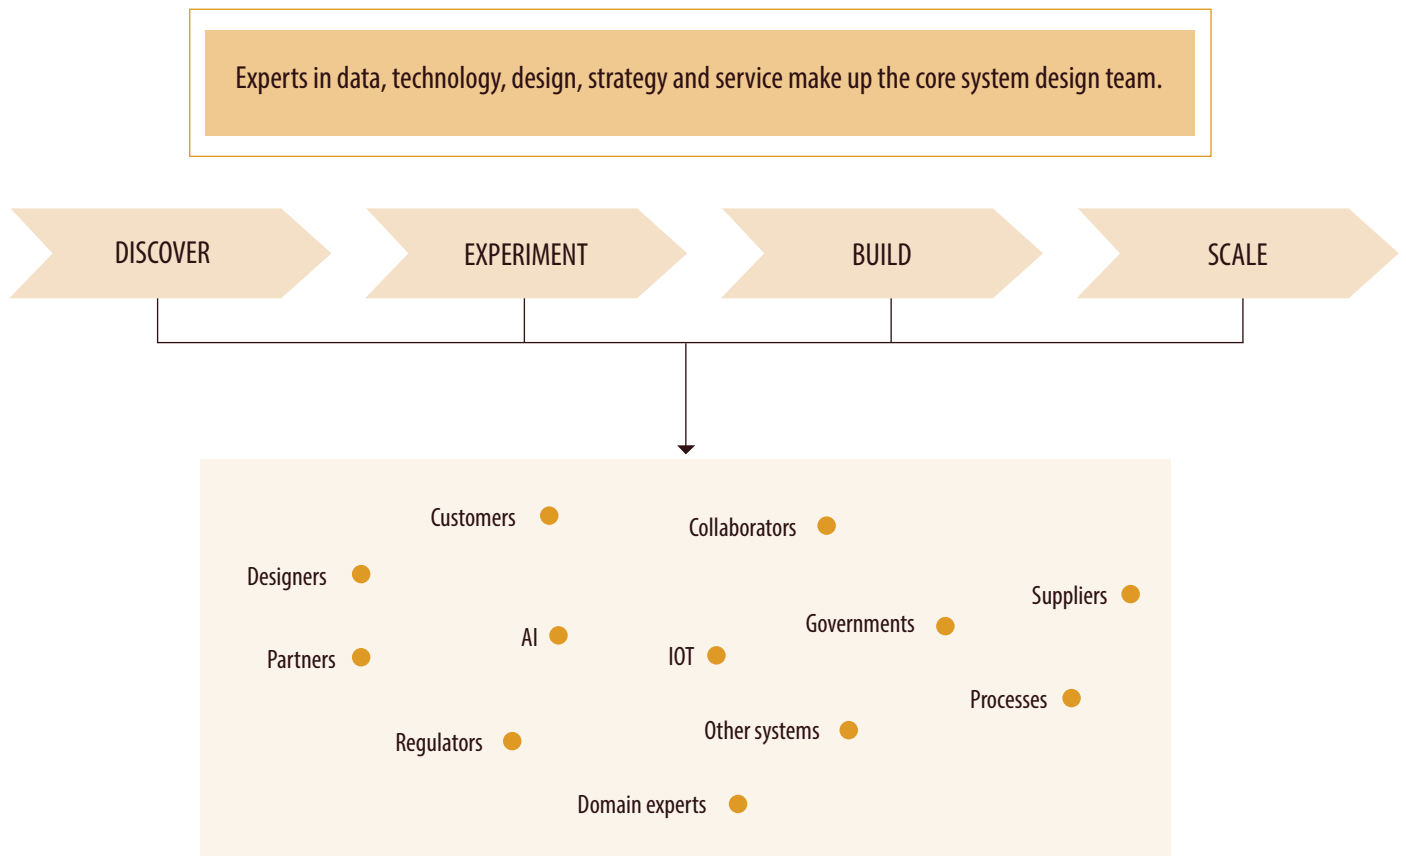 Experts in data, technology, design, strategy and service make up the core system design team.
DISCOVER
EXPERIMENT
BUILD
SCALE
Customers
Collaborators
Designers
Suppliers
Governments
AI
IOT
Partners
Processes
Other systems
Regulators
Domain experts